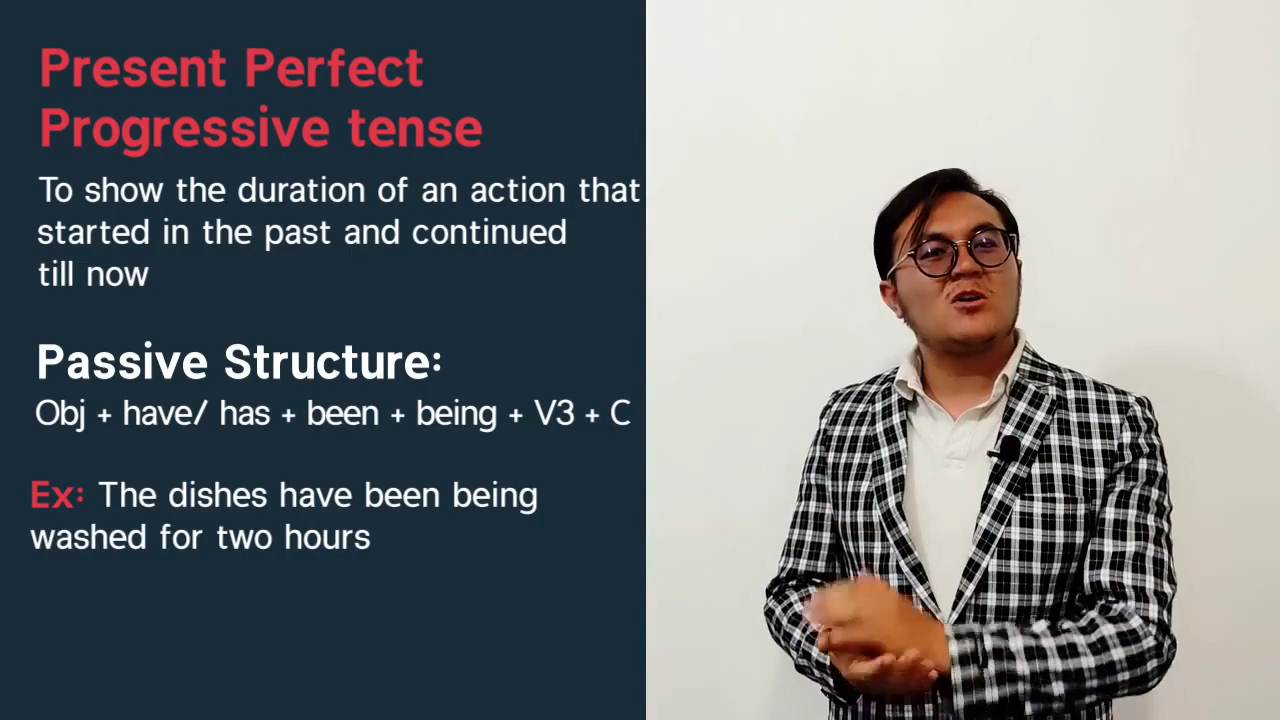 Present Perfect
Progressive tense
To show the duration of an action that
started in the past and continued
till now
Passive Structure:
Obj + have/ has + been + being + V3 + C
Ex: The dishes have been being
washed for two hours